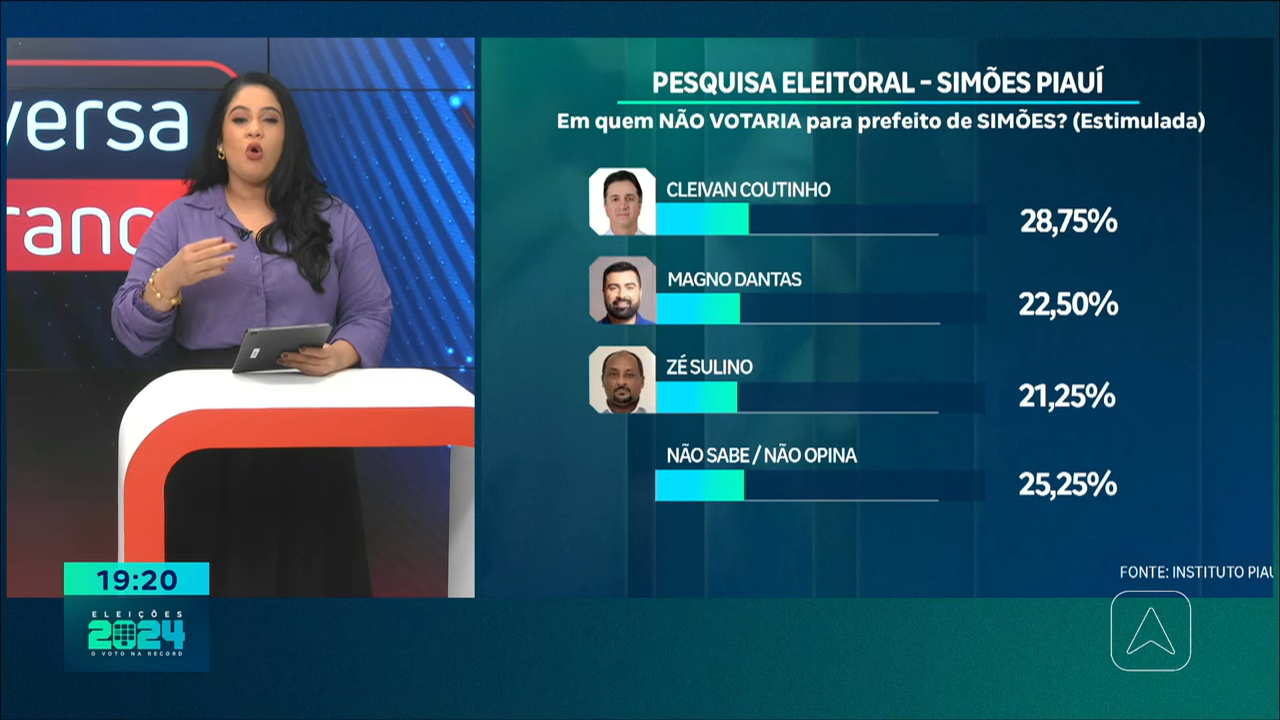 PESQUISA ELEITORAL - SIMÕES PIAUÍ
Em quem NÃO VOTARIA para prefeito de SIMÕES? (Estimulada)
CLEIVAN COUTINHO
28,75%
MAGNO DANTAS
22,50%
ZÉ SULINO
21,25%
NÃO SABE / NÃO OPINA
25,25%
FONTE: INSTITUTO PIAU
versa
ranc
19:20
ELEIÇÕES
2024
O VOTO NA RECORD